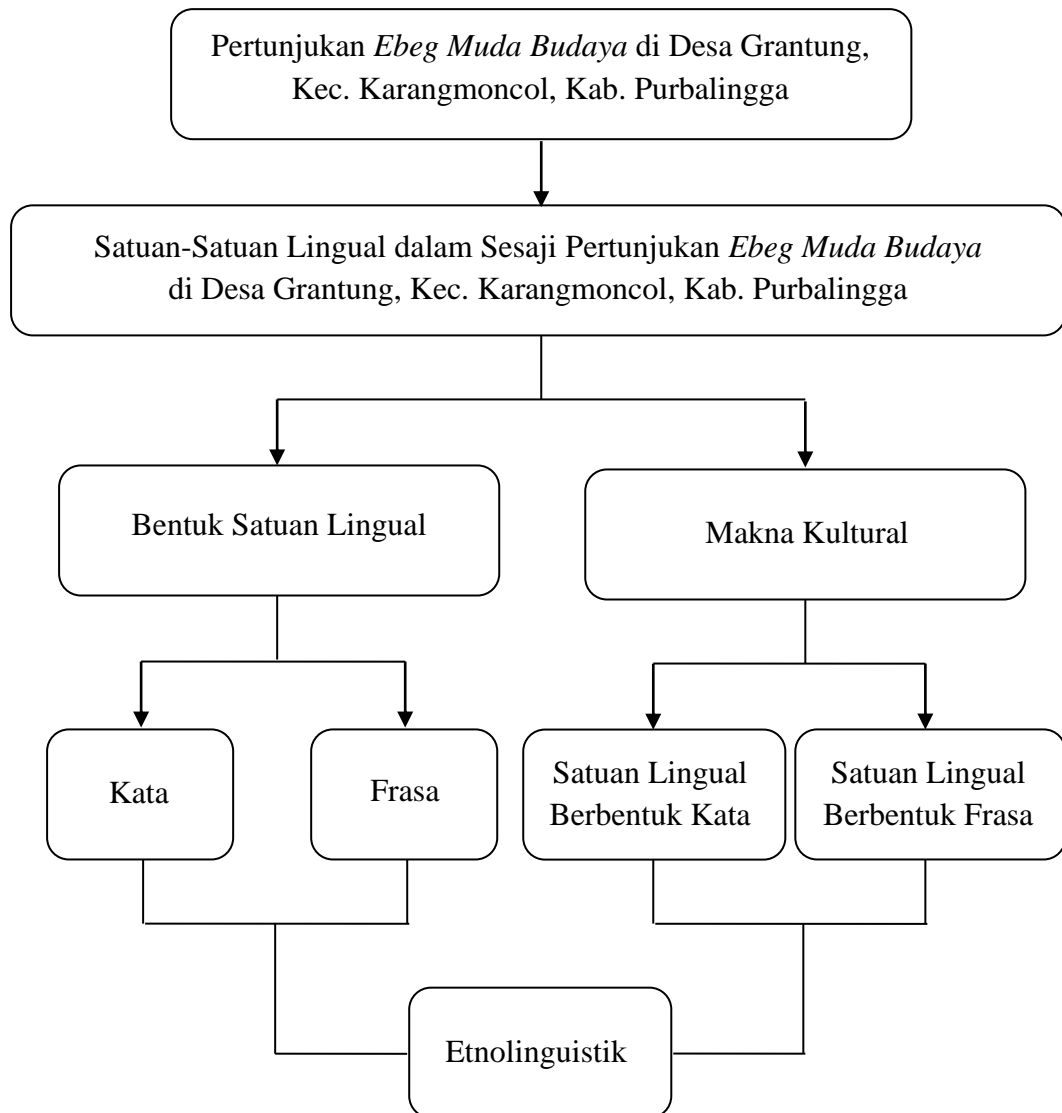 Pertunjukan Ebeg Muda Budaya di Desa Grantung,
Kec. Karangmoncol, Kab. Purbalingga
Satuan-Satuan Lingual dalam Sesaji Pertunjukan Ebeg Muda Budaya
di Desa Grantung, Kec. Karangmoncol, Kab. Purbalingga
Bentuk Satuan Lingual
Makna Kultural
Kata
Frasa
Satuan Lingual
Berbentuk Kata
Satuan Lingual
Berbentuk Frasa
Etnolinguistik